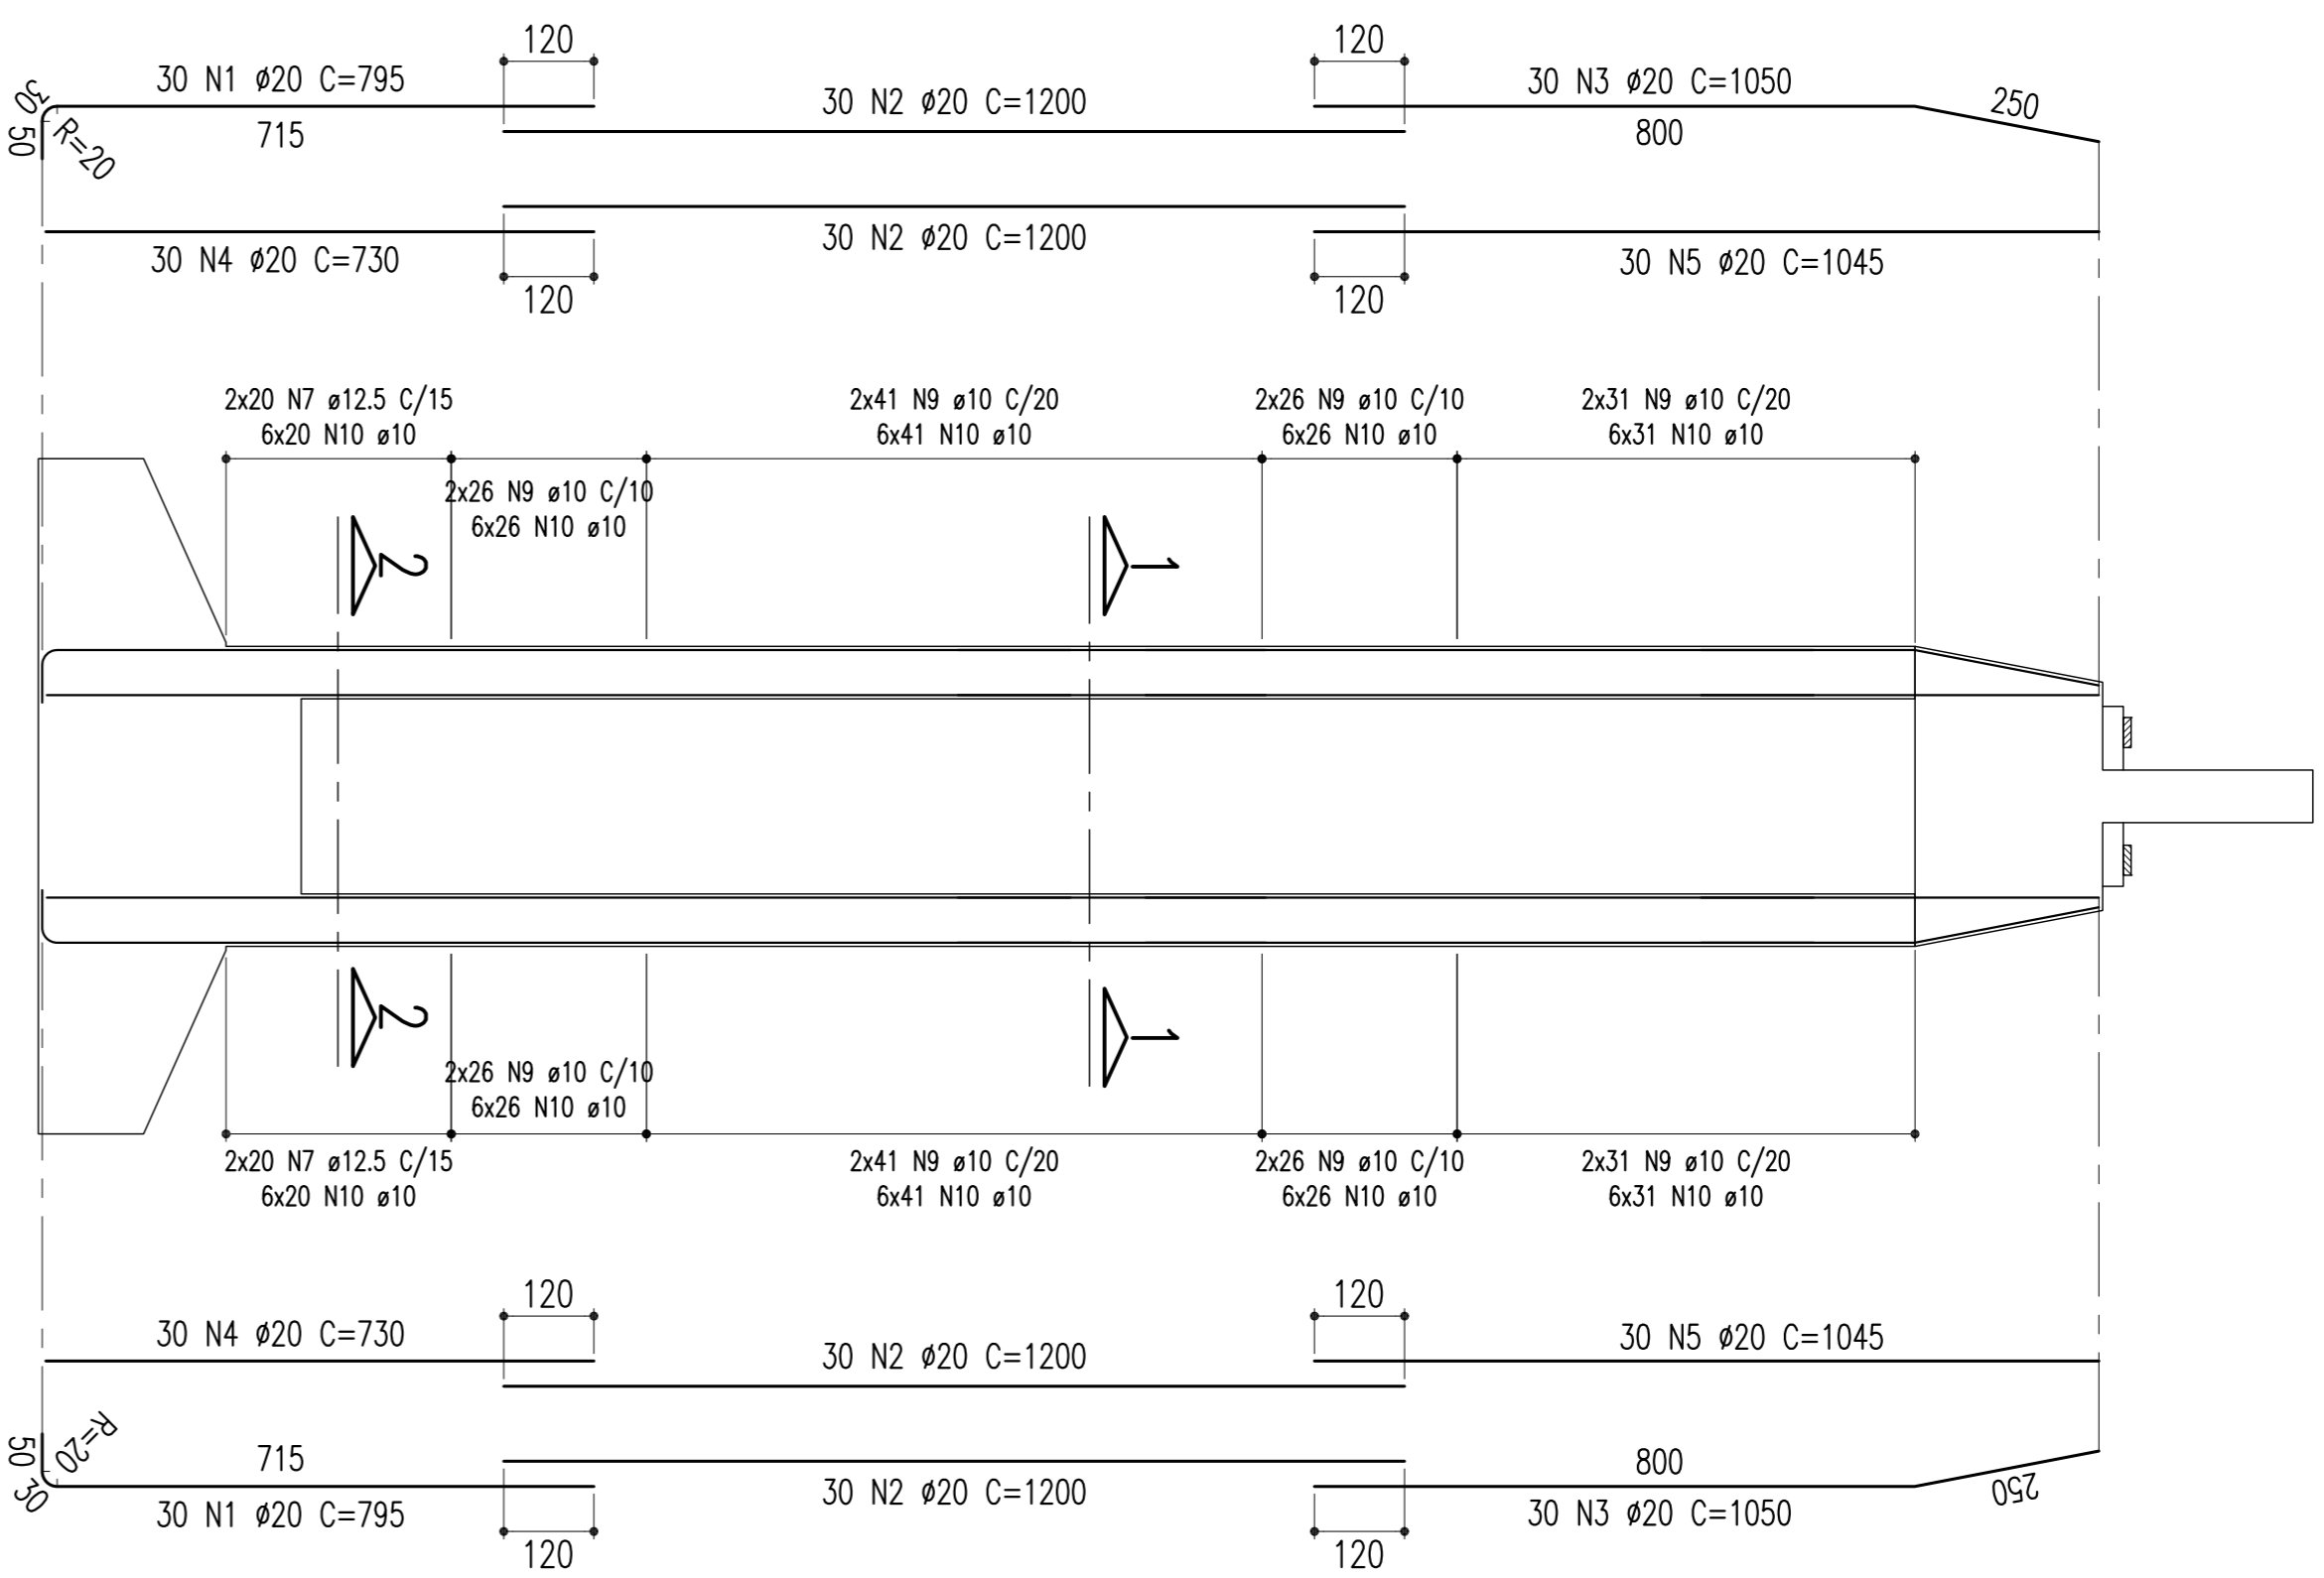 120
120
30 N1 ø20 C=795
30 N2 ø20 C=1200
30 N3 ø20 C=1050
250
30
50
R=20
715
800
30 N4 ø20 C=730
30 N2 ø20 C=1200
30 N5 ø20 C=1045
120
120
2x20 N7 ø12.5 C/15
6x20 N10 ø10
2x41 N9 ø10 C/20
6x41 N10 ø10
2x26 N9 ø10 C/10
6x26 N10 ø10
2x31 N9 ø10 C/20
6x31 N10 ø10
2x26 N9 ø10 C/10
6x26 N10 ø10
2
1
2
1
2x26 N9 ø10 C/10
6x26 N10 ø10
2x20 N7 ø12.5 C/15
6x20 N10 ø10
2x41 N9 ø10 C/20
6x41 N10 ø10
2x26 N9 ø10 C/10
6x26 N10 ø10
2x31 N9 ø10 C/20
6x31 N10 ø10
120
120
30 N4 ø20 C=730
30 N2 ø20 C=1200
30 N5 ø20 C=1045
R=20
50
30
715
800
250
30 N1 ø20 C=795
30 N2 ø20 C=1200
30 N3 ø20 C=1050
120
120